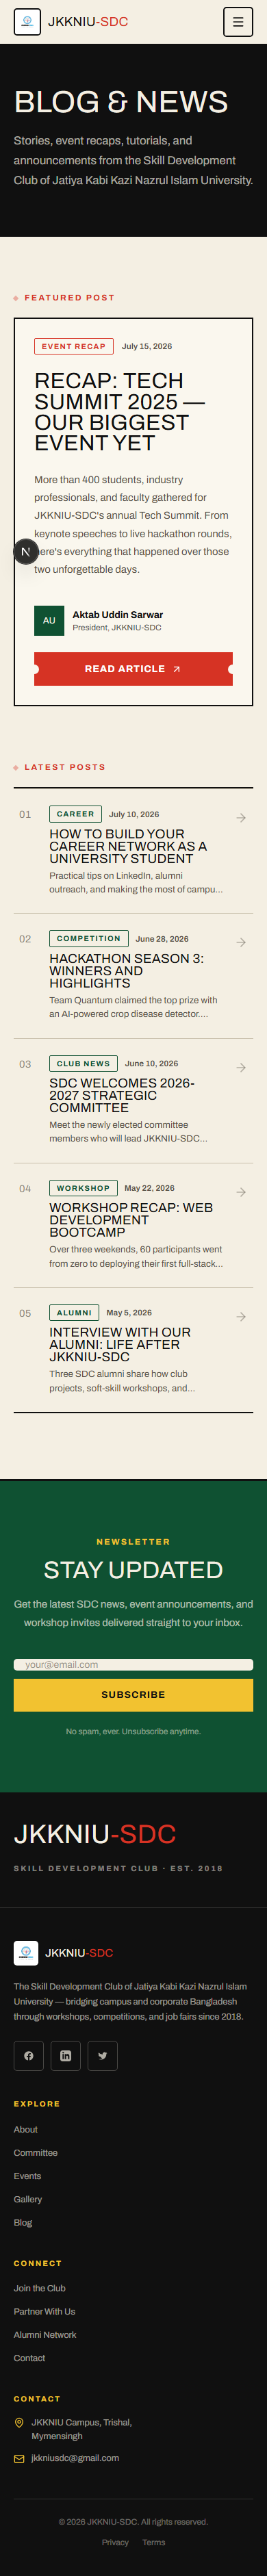 JKKNIU-SDC
BLOG & NEWS
Stories, event recaps, tutorials, and
announcements from the Skill Development
Club of Jatiya Kabi Kazi Nazrul Islam University.
FEATURED POST
EVENT RECAP July 15, 2026
RECAP: TECH
SUMMIT 2025 —
OUR BIGGEST
EVENT YET
More than 400 students, industry
professionals, and faculty gathered for
JKKNIU-SDC's annual Tech Summit. From
keynote speeches to live hackathon rounds,
N
here's everything that happened over those
two unforgettable days.
AU
Aktab Uddin Sarwar
President, JKKNIU-SDC
READ ARTICLE
LATEST POSTS
01 CAREER July 10, 2026
HOW TO BUILD YOUR
CAREER NETWORK AS A
UNIVERSITY STUDENT
Practical tips on LinkedIn, alumni
outreach, and making the most of campu...
02 COMPETITION June 28, 2026
HACKATHON SEASON 3:
WINNERS AND
HIGHLIGHTS
Team Quantum claimed the top prize with
an AI-powered crop disease detector....
03 CLUB NEWS June 10, 2026
SDC WELCOMES 2026-
2027 STRATEGIC
COMMITTEE
Meet the newly elected committee
members who will lead JKKNIU-SDC...
04 WORKSHOP May 22, 2026
WORKSHOP RECAP: WEB
DEVELOPMENT
BOOTCAMP
Over three weekends, 60 participants went
from zero to deploying their first full-stack...
05 ALUMNI May 5, 2026
INTERVIEW WITH OUR
ALUMNI: LIFE AFTER
JKKNIU-SDC
Three SDC alumni share how club
projects, soft-skill workshops, and...
NEWSLETTER
STAY UPDATED
Get the latest SDC news, event announcements, and
workshop invites delivered straight to your inbox.
your@email.com
SUBSCRIBE
No spam, ever. Unsubscribe anytime.
JKKNIU-SDC
SKILL DEVELOPMENT CLUB · EST. 2018
JKKNIU-SDC
The Skill Development Club of Jatiya Kabi Kazi Nazrul Islam
University — bridging campus and corporate Bangladesh
through workshops, competitions, and job fairs since 2018.
EXPLORE
About
Committee
Events
Gallery
Blog
CONNECT
Join the Club
Partner With Us
Alumni Network
Contact
CONTACT
JKKNIU Campus, Trishal,
Mymensingh
jkkniusdc@gmail.com
© 2026 JKKNIU-SDC. All rights reserved.
Privacy Terms